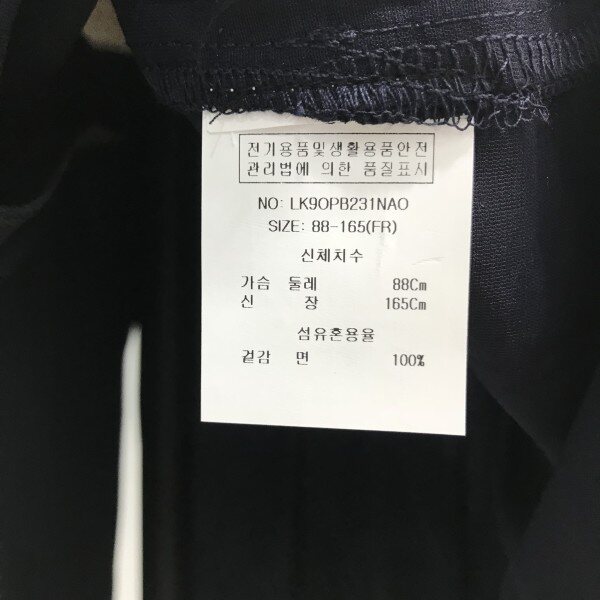 전기용품및생활용품안전
관리법에 의한 품질표시
NO: LK9OPB231NAO
SIZE: 88-165(FR)
신체치수
가슴 둘레 88Cm
신 장 165Cm
섬유혼용율
겉감 면 100%